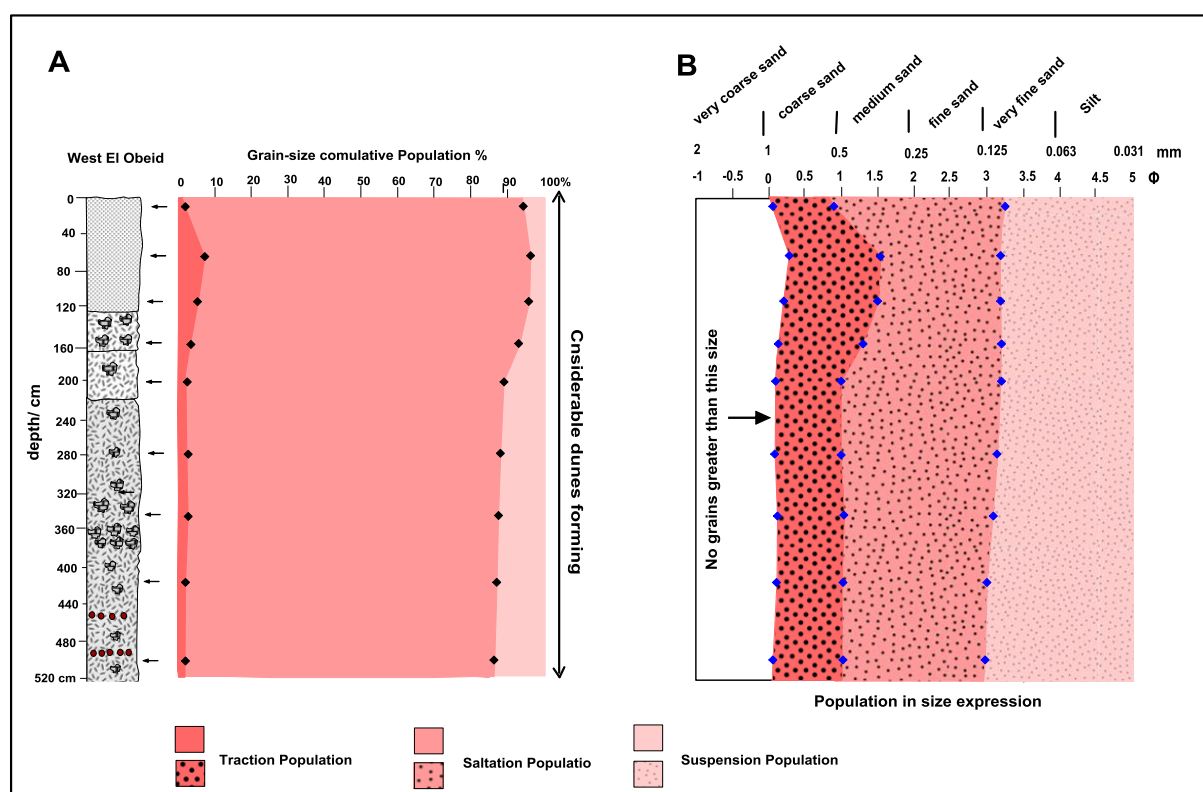 A
West El Obeid
Grain-size comulative Population %
0 10 20 30 40 50 60 70 80 90 100%
depth/ cm
0
40
80
120
160
200
240
280
320
360
400
440
480
520 cm
Cnsiderable dunes forming
B
very coarse sand
coarse sand
medium sand
fine sand
very fine sand
Silt
2 1 0.5 0.25 0.125 0.063 0.031 mm
-1 -0.5 0 0.5 1 1.5 2 2.5 3 3.5 4 4.5 5 Φ
No grains greater than this size
Population in size expression
Traction Population
Saltation Populatio
Suspension Population